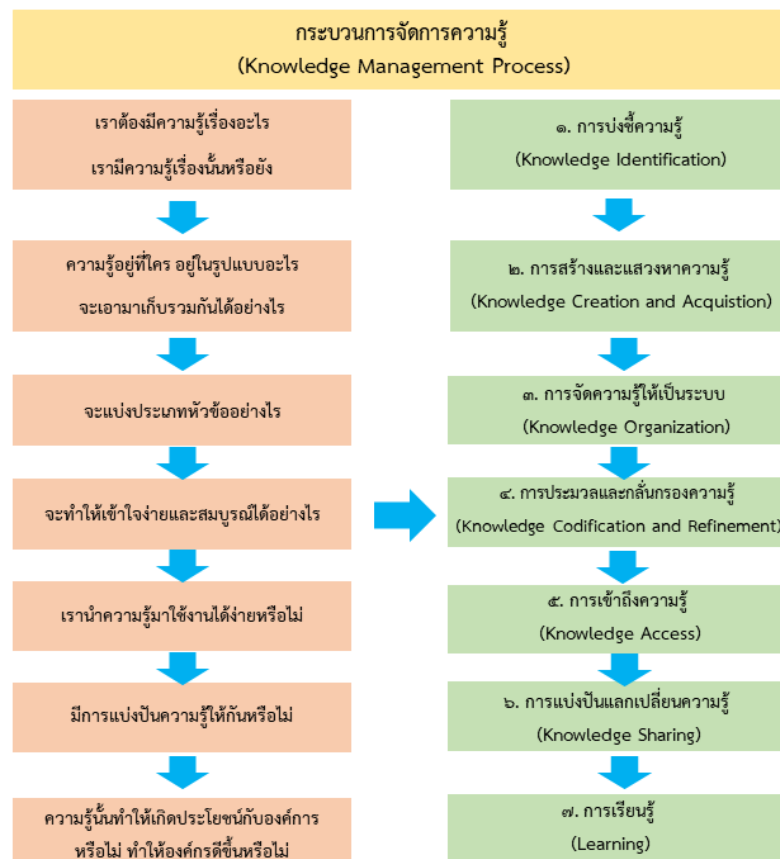 กระบวนการจัดการความรู้
(Knowledge Management Process)
เราต้องมีความรู้เรื่องอะไร
เรามีความรู้เรื่องนั้นหรือยัง
ความรู้อยู่ที่ใคร อยู่ในรูปแบบอะไร
จะเอามาเก็บรวมกันได้อย่างไร
จะแบ่งประเภทหัวข้ออย่างไร
จะทำให้เข้าใจง่ายและสมบูรณ์ได้อย่างไร
เรานำความรู้มาใช้งานได้ง่ายหรือไม่
มีการแบ่งปันความรู้ให้กันหรือไม่
ความรู้นั้นทำให้เกิดประโยชน์กับองค์การ
หรือไม่ ทำให้องค์กรดีขึ้นหรือไม่
๑. การบ่งชี้ความรู้
(Knowledge Identification)
๒. การสร้างและแสวงหาความรู้
(Knowledge Creation and Acquistion)
๓. การจัดความรู้ให้เป็นระบบ
(Knowledge Organization)
๔. การประมวลและกลั่นกรองความรู้
(Knowledge Codification and Refinement)
๕. การเข้าถึงความรู้
(Knowledge Access)
๖. การแบ่งปันแลกเปลี่ยนความรู้
(Knowledge Sharing)
๗. การเรียนรู้
(Learning)